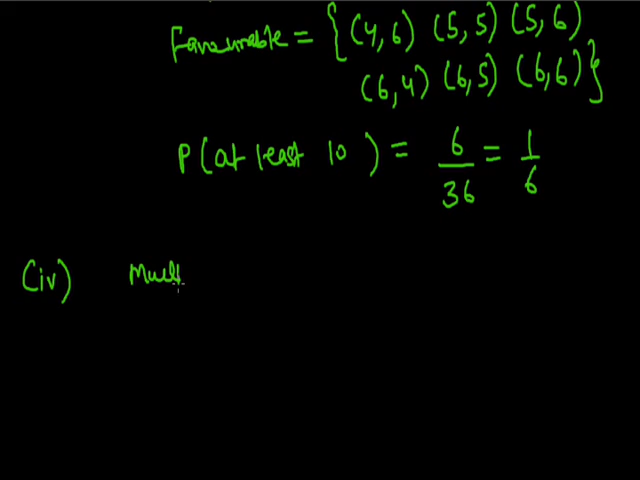 Favourable = { (4,6) (5,5) (5,6)
(6,4) (6,5) (6,6) }
P(at least 10) = 6/36 = 1/6
(iv) Mult